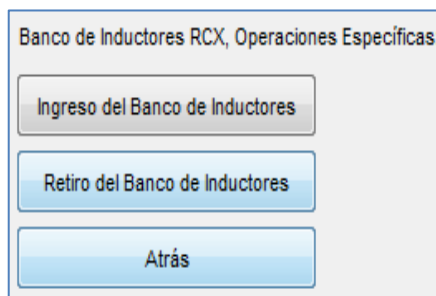 Banco de Inductores RCX, Operaciones Específicas
Ingreso del Banco de Inductores
Retiro del Banco de Inductores
Atrás